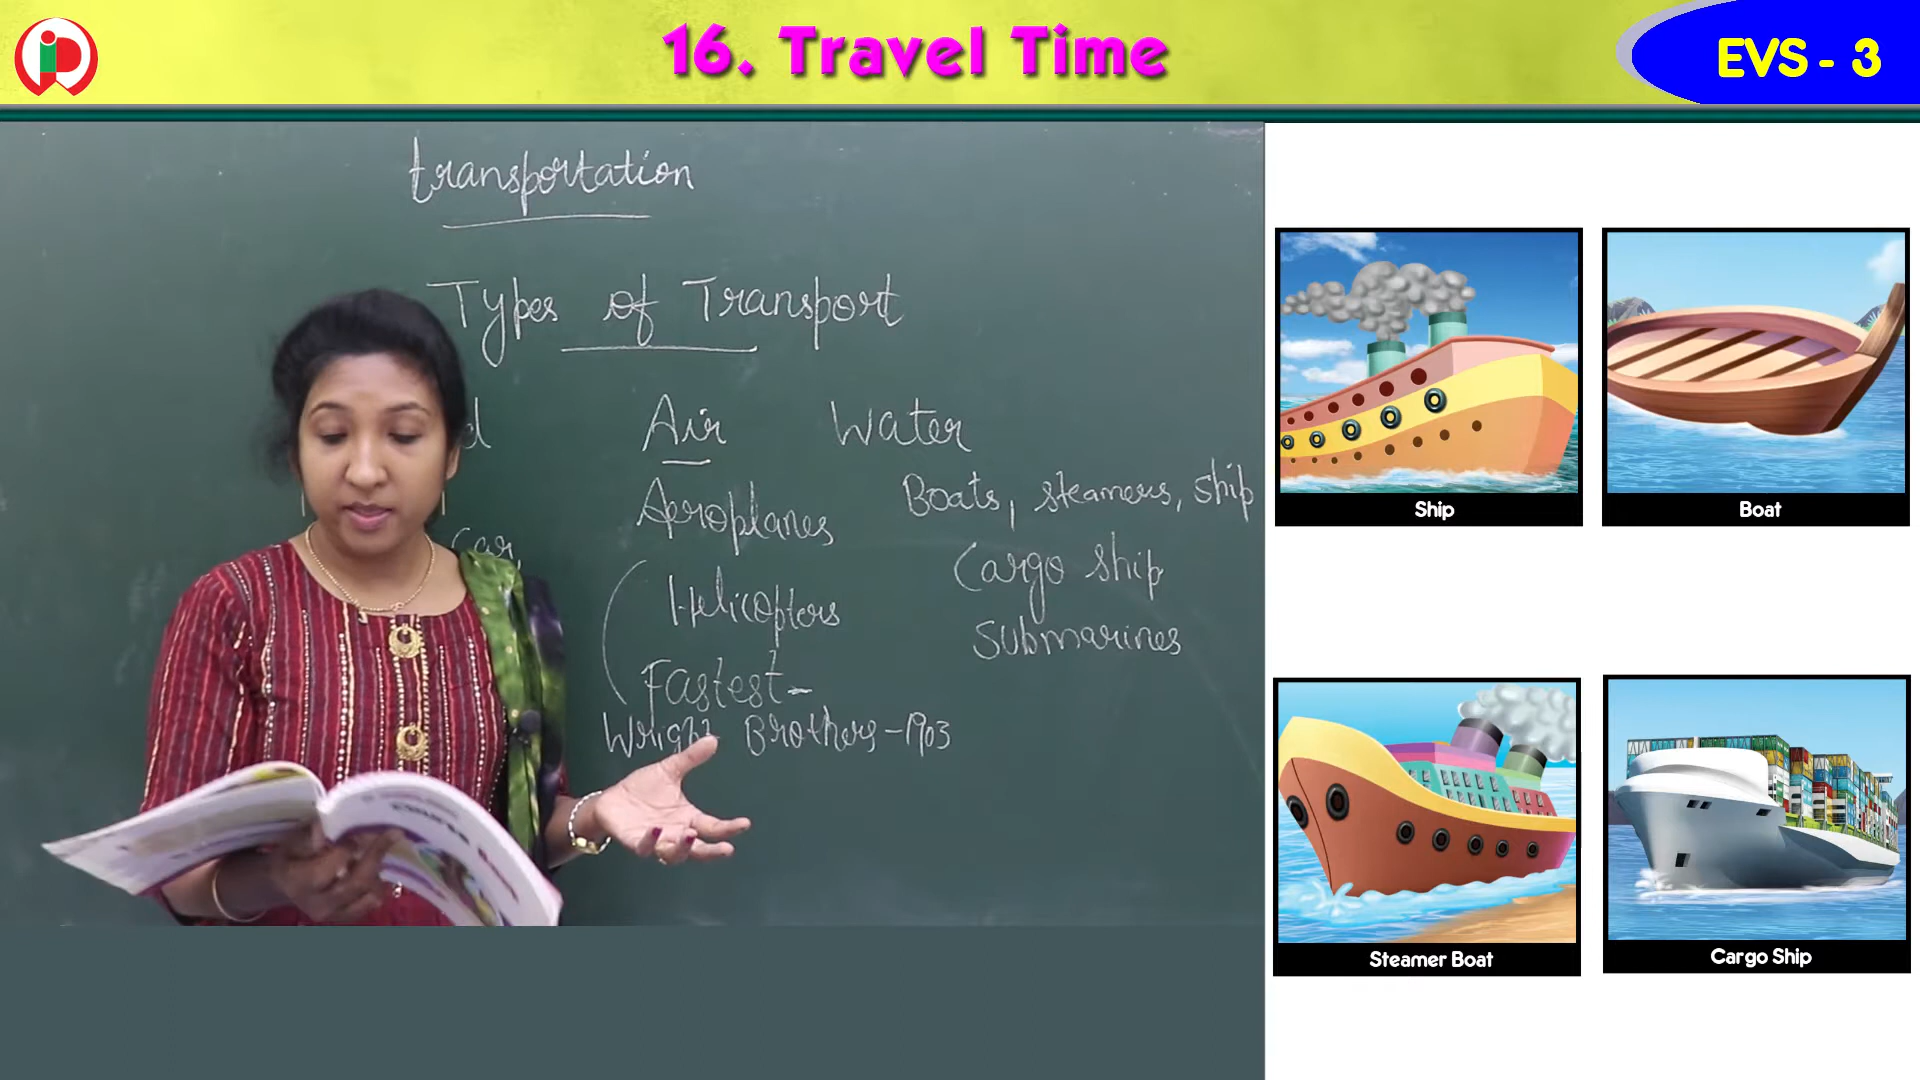 16. Travel Time
EVS - 3
transportation
Types of Transport
Air
Water
Aeroplanes
Boats, steamers, ship
Car,
Cargo ship
Helicopters
Submarines
Fastest-
Wright Brothers-1903
Ship
Boat
Steamer Boat
Cargo Ship